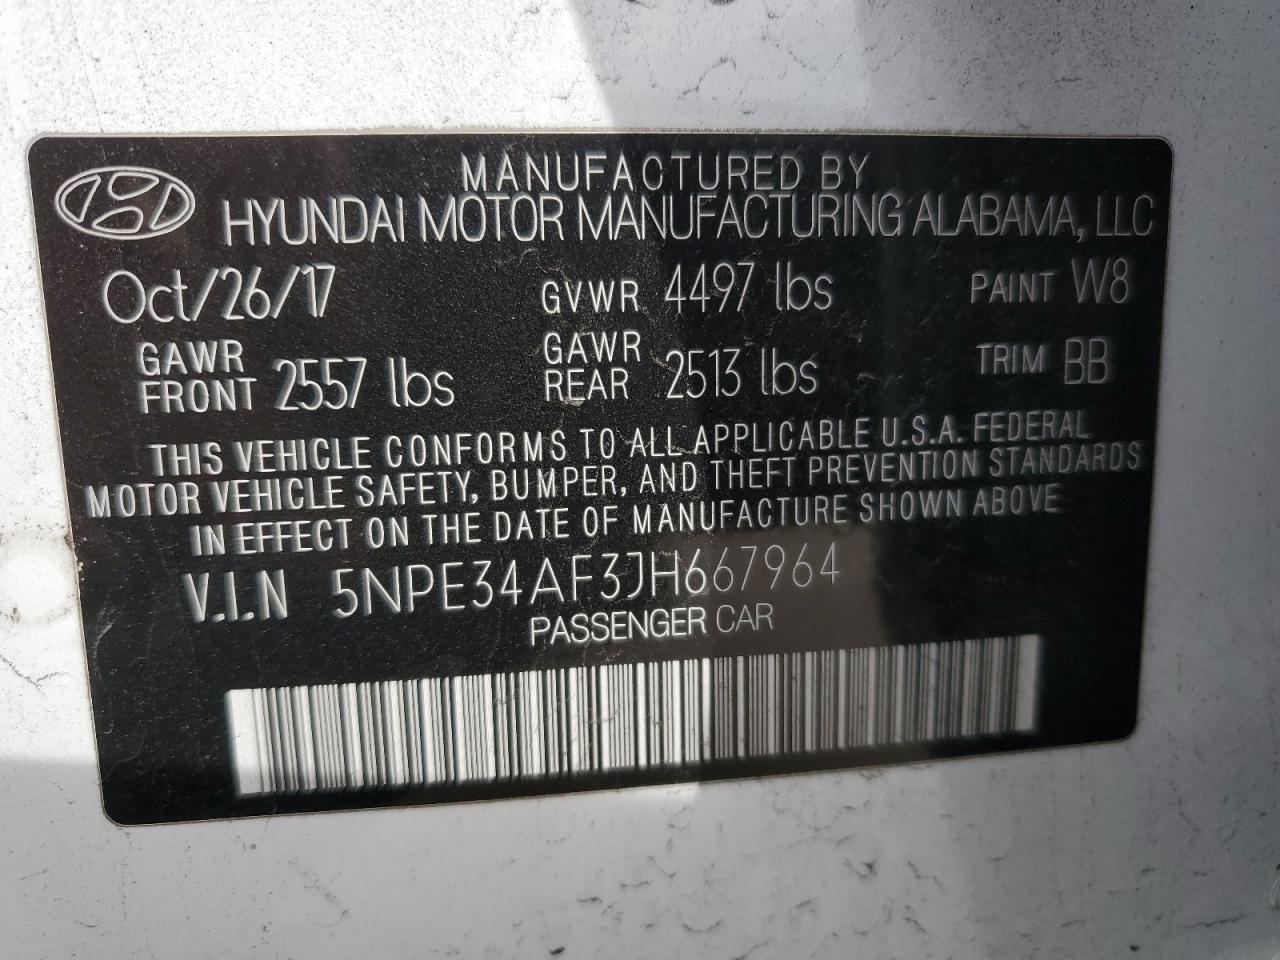 MANUFACTURED BY
HYUNDAI MOTOR MANUFACTURING ALABAMA, LLC
Oct/26/17 GVWR 4497 lbs PAINT W8
GAWR FRONT 2557 lbs GAWR REAR 2513 lbs TRIM BB
THIS VEHICLE CONFORMS TO ALL APPLICABLE U.S.A. FEDERAL
MOTOR VEHICLE SAFETY, BUMPER, AND THEFT PREVENTION STANDARDS
IN EFFECT ON THE DATE OF MANUFACTURE SHOWN ABOVE
V.I.N 5NPE34AF3JH667964
PASSENGER CAR